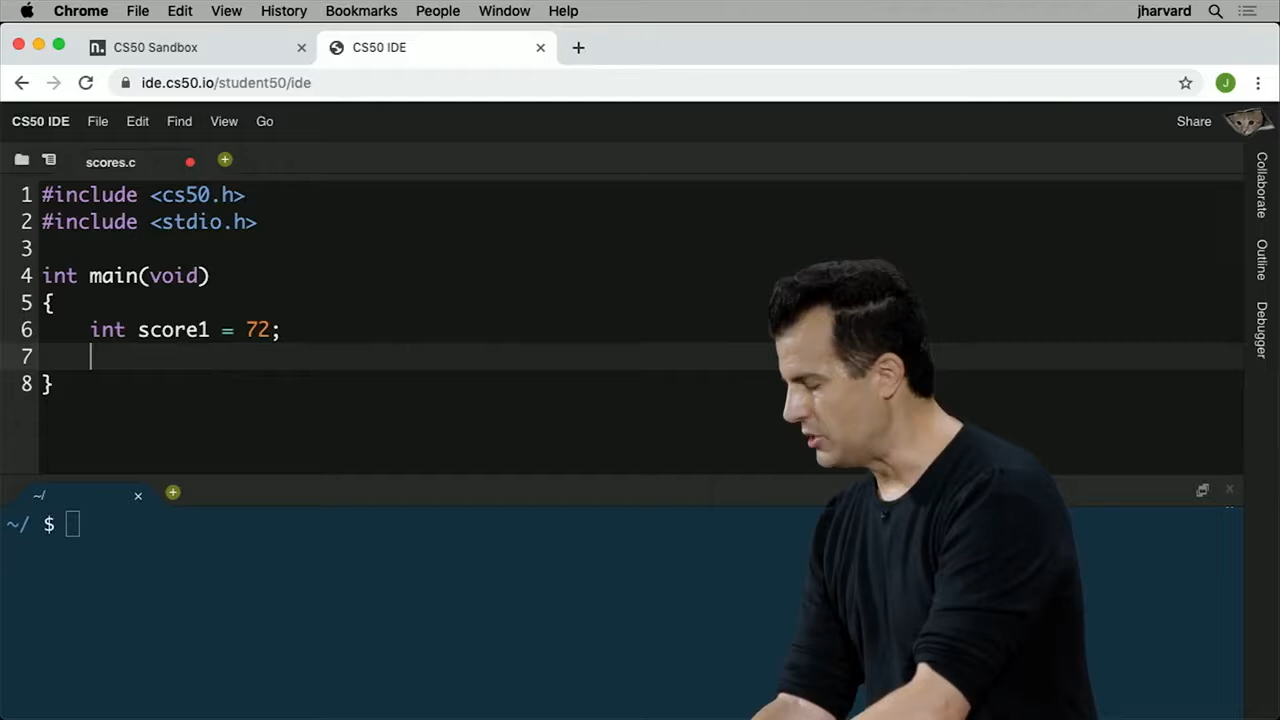 Chrome File Edit View History Bookmarks People Window Help jharvard
n. CS50 Sandbox × CS50 IDE × +
ide.cs50.io/student50/ide J
CS50 IDE File Edit Find View Go Share
scores.c
1 #include <cs50.h>
2 #include <stdio.h>
3
4 int main(void)
5 {
6 int score1 = 72;
7
8 }
~/ ×
~/ $
Collaborate
Outline
Debugger